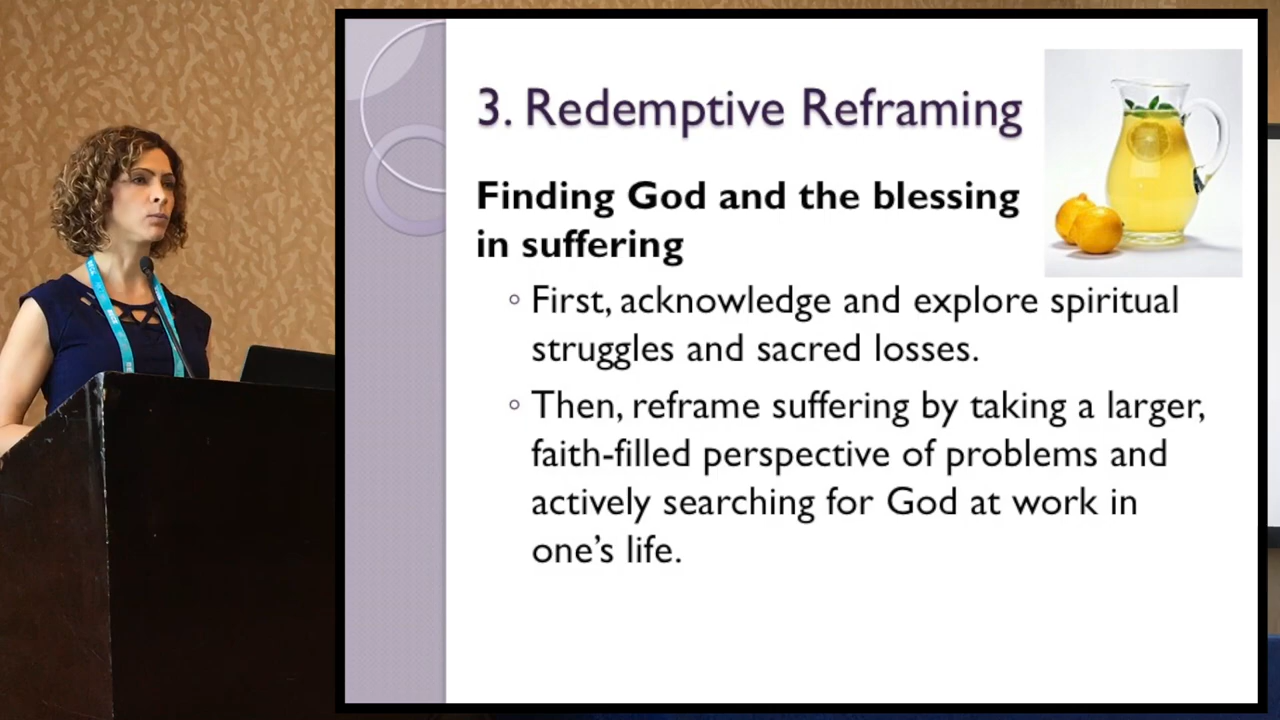 3. Redemptive Reframing
Finding God and the blessing
in suffering
◦ First, acknowledge and explore spiritual
struggles and sacred losses.
◦ Then, reframe suffering by taking a larger,
faith-filled perspective of problems and
actively searching for God at work in
one’s life.